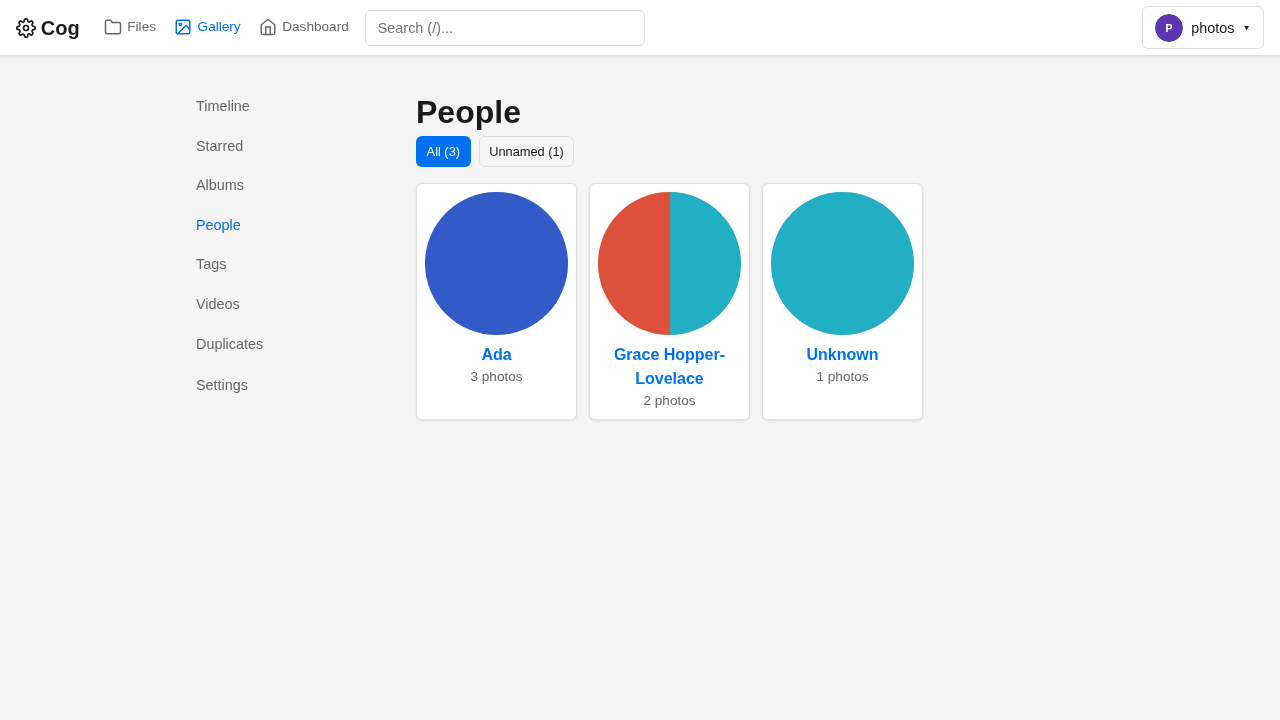 Cog Files Gallery Dashboard Search (/)... P photos
Timeline
Starred
Albums
People
Tags
Videos
Duplicates
Settings
People
All (3) Unnamed (1)
Ada
3 photos
Grace Hopper-
Lovelace
2 photos
Unknown
1 photos